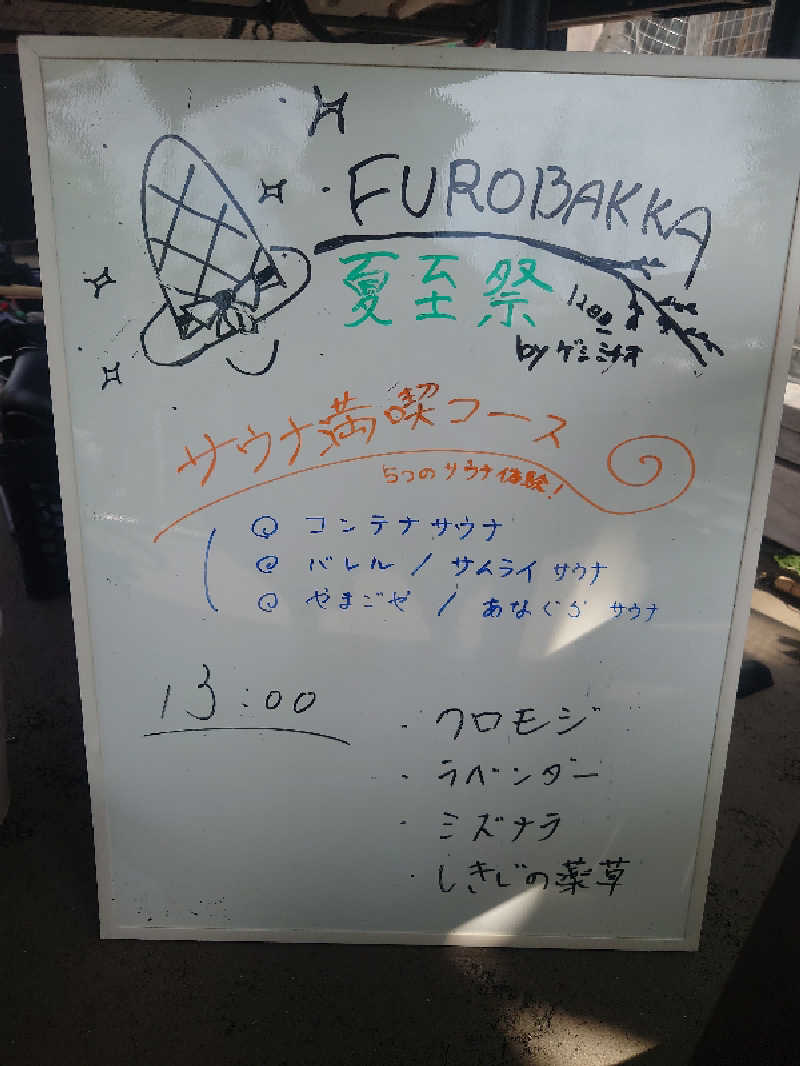 FUROBAKKA
夏至祭
by ゲシミチオ
サウナ満喫コース
5つのサウナ体験!
コンテナサウナ
バレル / サムライ サウナ
やまごや / あなぐら サウナ
13:00
・クロモジ
・ラベンダー
・ミズナラ
・しきじの薬草